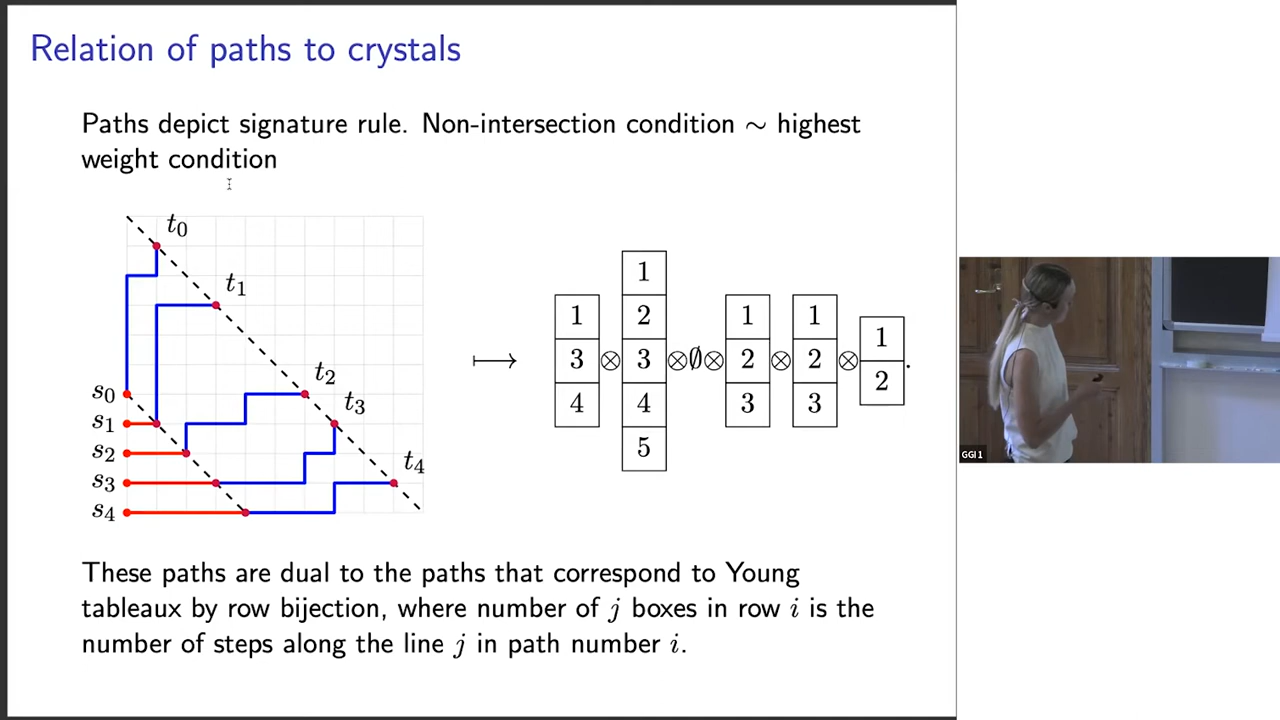 Relation of paths to crystals
Paths depict signature rule. Non-intersection condition ∼ highest
weight condition
t₀
t₁
t₂
t₃
t₄
s₀
s₁
s₂
s₃
s₄
⟼
1
3
4
⊗
1
2
3
4
5
⊗∅⊗
1
2
3
⊗
1
2
3
⊗
1
2
.
These paths are dual to the paths that correspond to Young
tableaux by row bijection, where number of j boxes in row i is the
number of steps along the line j in path number i.
GGI 1